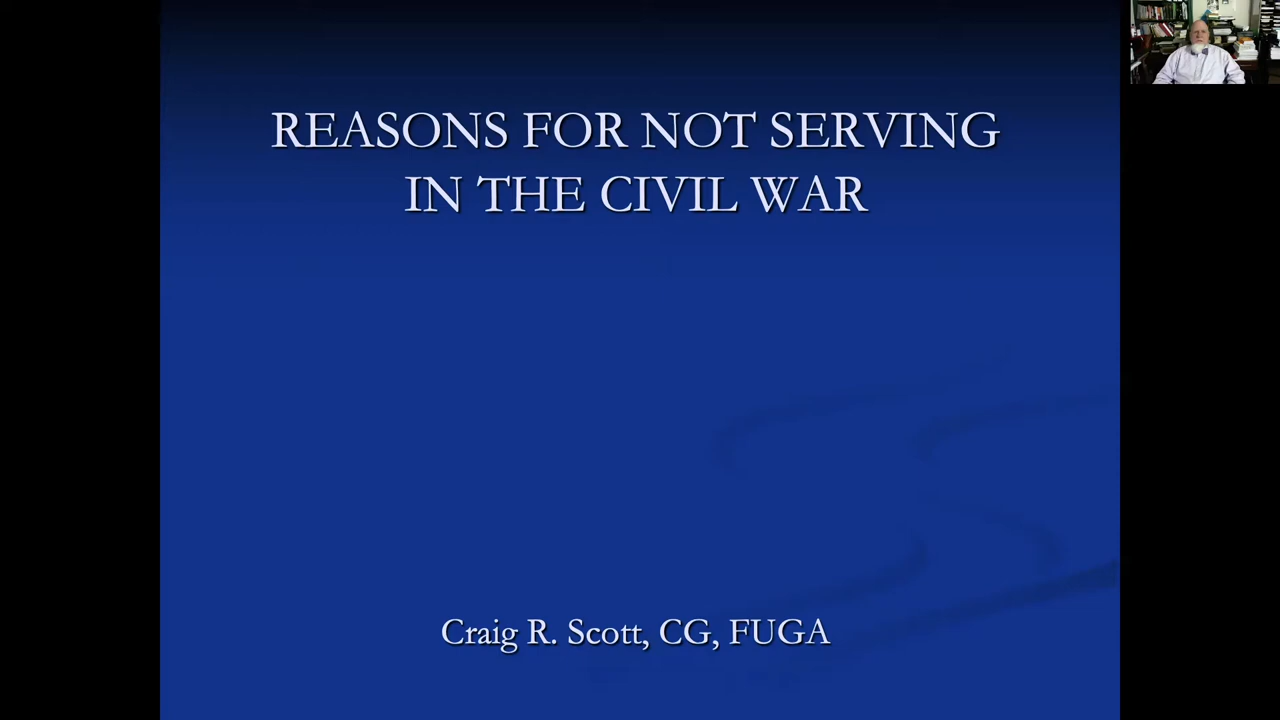 REASONS FOR NOT SERVING
IN THE CIVIL WAR
Craig R. Scott, CG, FUGA